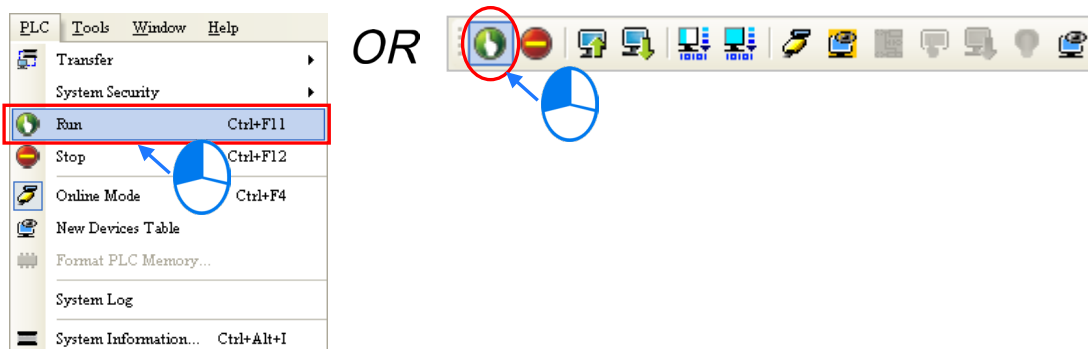 PLC Tools Window Help
Transfer
System Security
Run Ctrl+F11
Stop Ctrl+F12
Online Mode Ctrl+F4
New Devices Table
Format PLC Memory...
System Log
System Information... Ctrl+Alt+I
OR